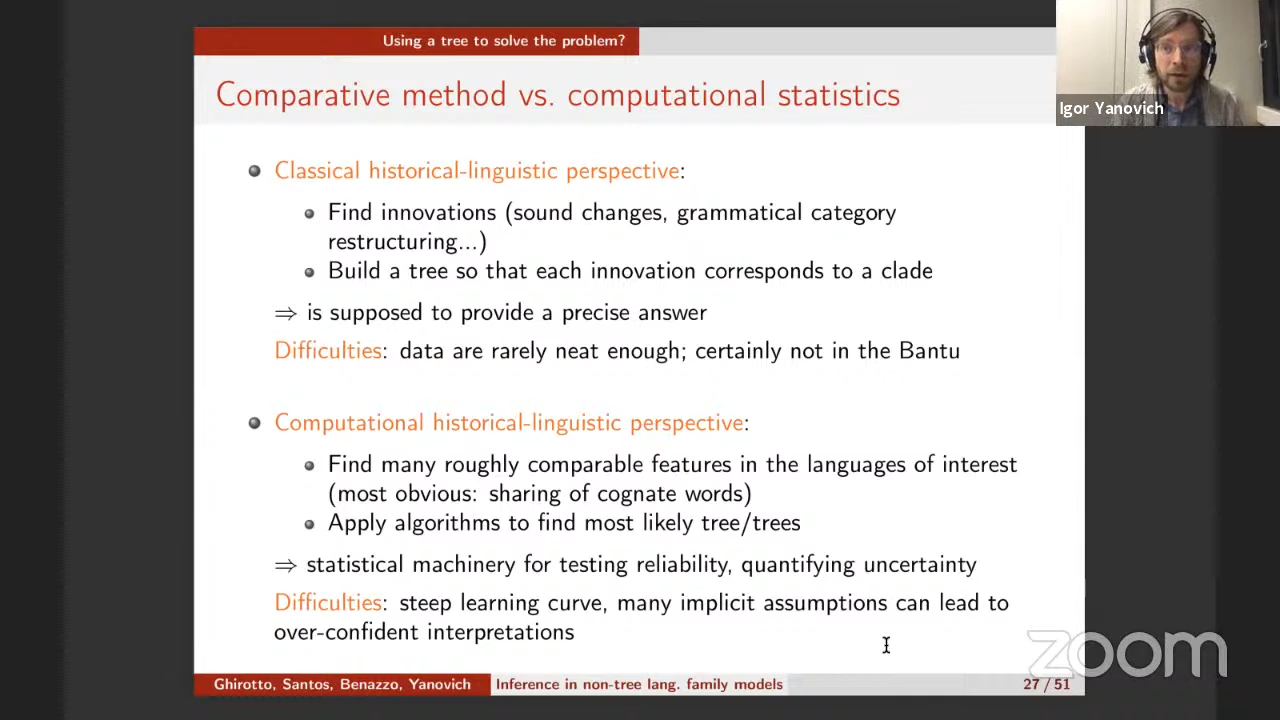 Using a tree to solve the problem?
Comparative method vs. computational statistics
Igor Yanovich
Classical historical-linguistic perspective:
Find innovations (sound changes, grammatical category
restructuring...)
Build a tree so that each innovation corresponds to a clade
⇒ is supposed to provide a precise answer
Difficulties: data are rarely neat enough; certainly not in the Bantu
Computational historical-linguistic perspective:
Find many roughly comparable features in the languages of interest
(most obvious: sharing of cognate words)
Apply algorithms to find most likely tree/trees
⇒ statistical machinery for testing reliability, quantifying uncertainty
Difficulties: steep learning curve, many implicit assumptions can lead to
over-confident interpretations
zoom
Ghirotto, Santos, Benazzo, Yanovich Inference in non-tree lang. family models 27 / 51